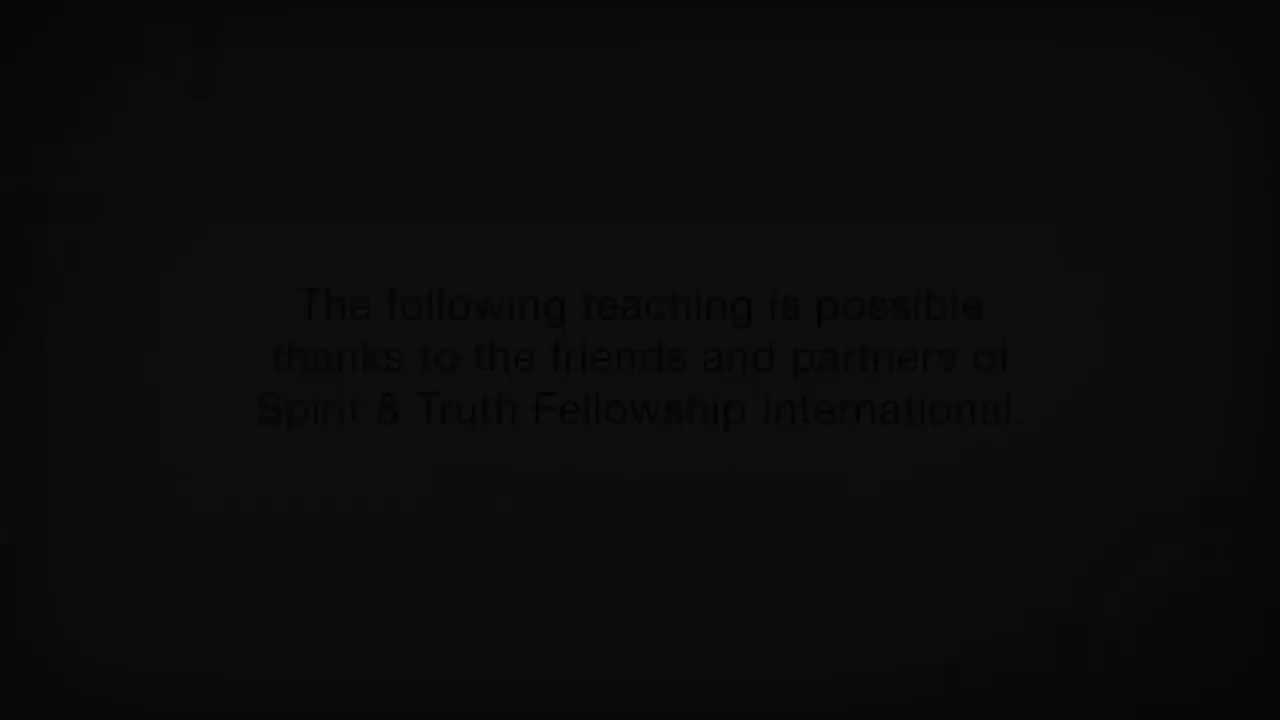 The following teaching is possible
thanks to the friends and partners of
Spirit & Truth Fellowship International.